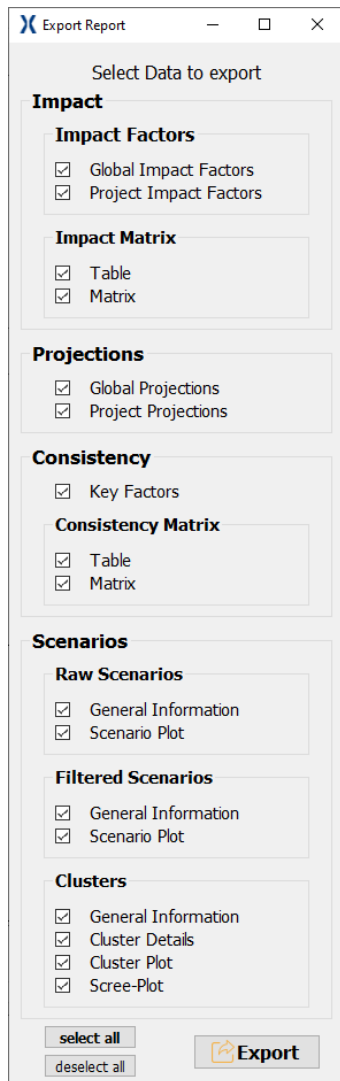 Export Report
Select Data to export
Impact
Impact Factors
Global Impact Factors
Project Impact Factors
Impact Matrix
Table
Matrix
Projections
Global Projections
Project Projections
Consistency
Key Factors
Consistency Matrix
Table
Matrix
Scenarios
Raw Scenarios
General Information
Scenario Plot
Filtered Scenarios
General Information
Scenario Plot
Clusters
General Information
Cluster Details
Cluster Plot
Scree-Plot
select all
deselect all
Export